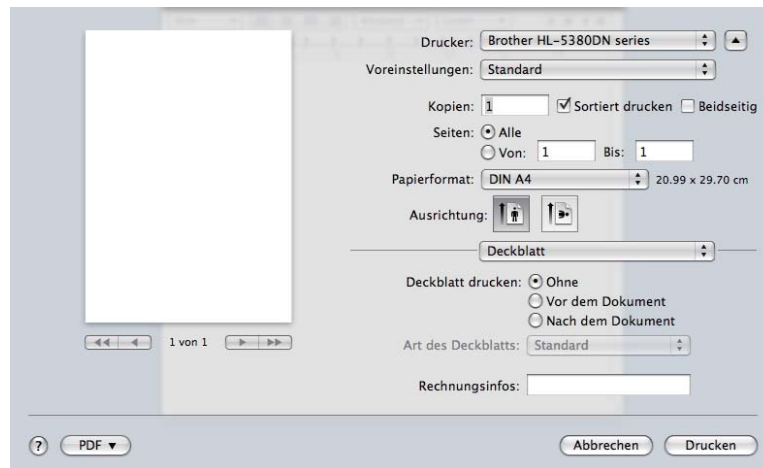 Drucker: Brother HL-5380DN series
Voreinstellungen: Standard
Kopien: 1 Sortiert drucken Beidseitig
Seiten: Alle
Von: 1 Bis: 1
Papierformat: DIN A4 20.99 x 29.70 cm
Ausrichtung:
Deckblatt
Deckblatt drucken: Ohne
Vor dem Dokument
Nach dem Dokument
1 von 1
Art des Deckblatts: Standard
Rechnungsinfos:
? PDF Abbrechen Drucken